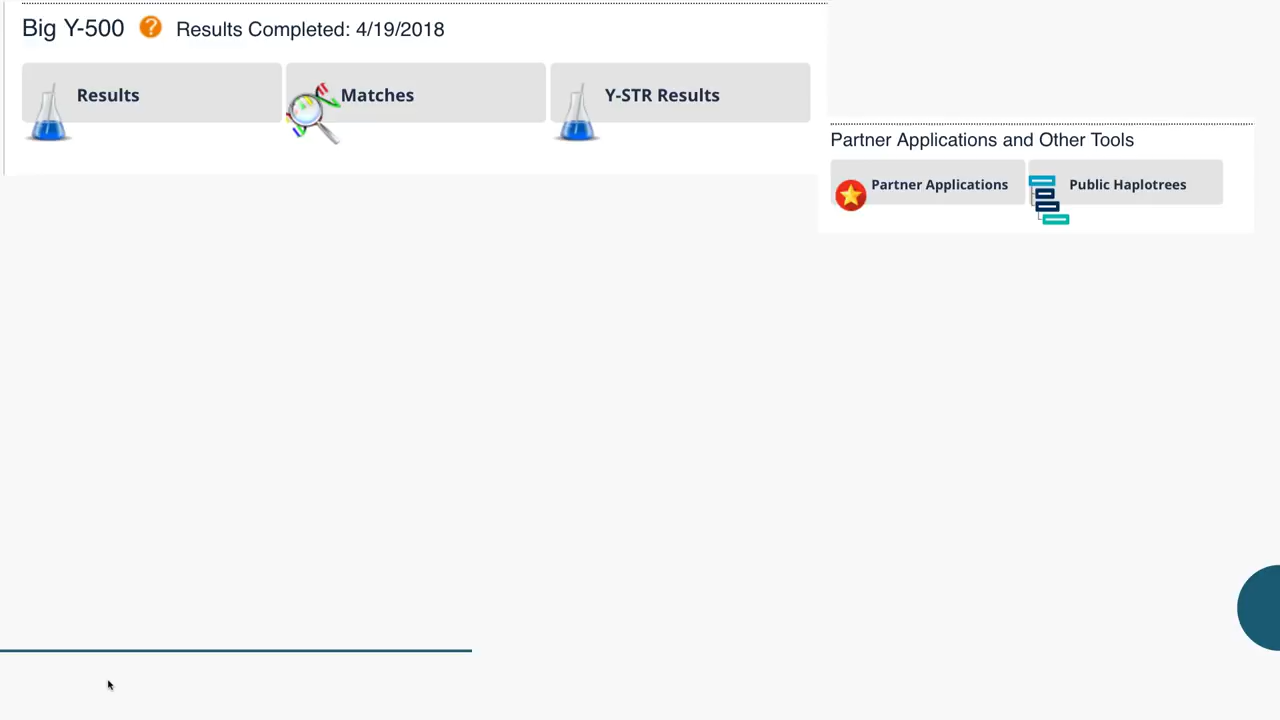 Big Y-500 ? Results Completed: 4/19/2018
Results
Matches
Y-STR Results
Partner Applications and Other Tools
Partner Applications
Public Haplotrees